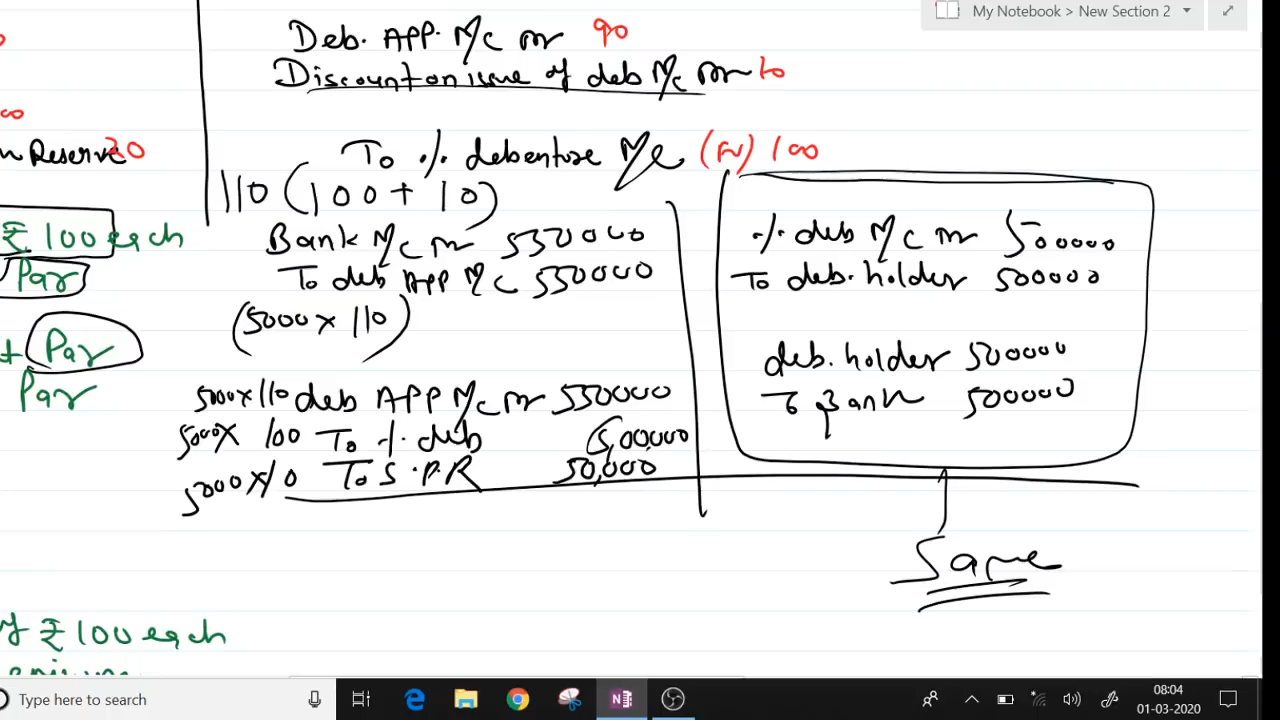 My Notebook > New Section 2
Deb. APP. A/C Dr 90
Discount on issue of deb A/C Dr 10
n Reserve 20
To % debenture A/C (FV) 100
110 (100 + 10)
₹ 100 each
Par
Bank A/C Dr 550000
To deb APP A/C 550000
(5000 x 110)
+ Par
Par
5000x110 deb APP A/C Dr 550000
5000x 100 To % deb 5,00000
5000x10 To S.P.R 50,000
% deb A/C Dr 500000
To deb. holder 500000
deb. holder 500000
To Bank 500000
Same
of ₹ 100 each
Type here to search
08:04
01-03-2020